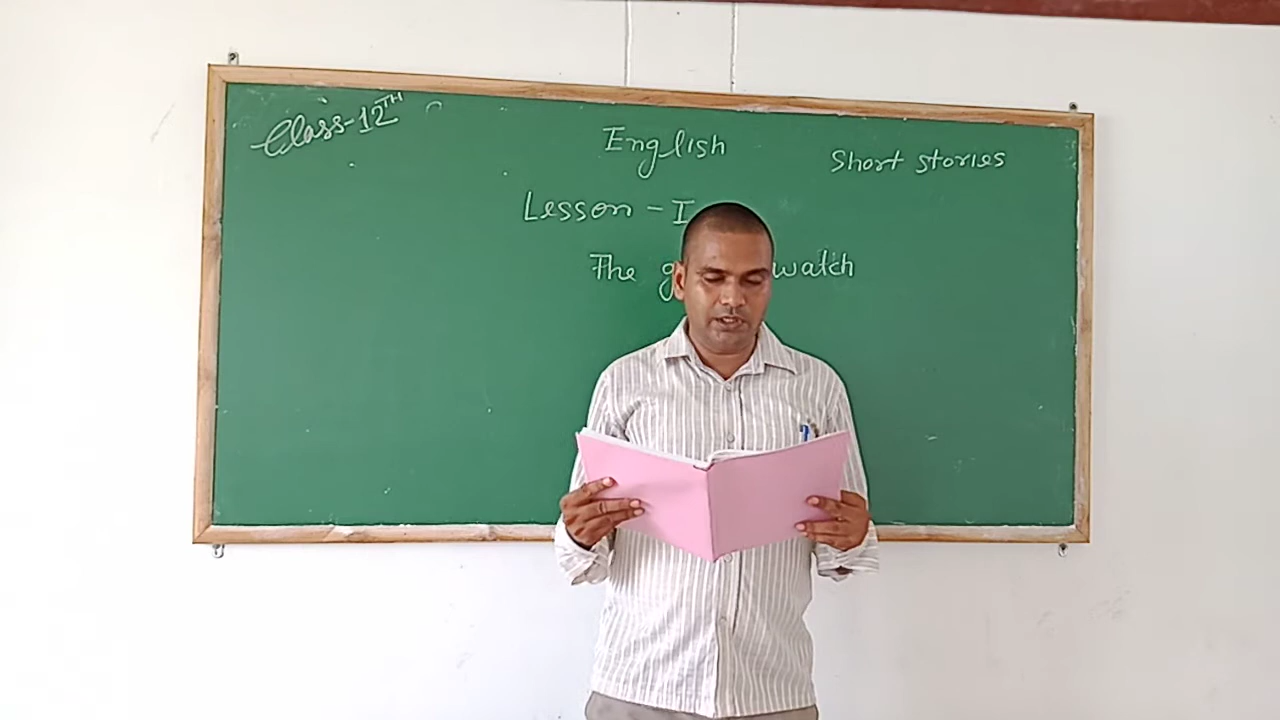 Class-12TH
English
Short stories
Lesson - I
The g watch